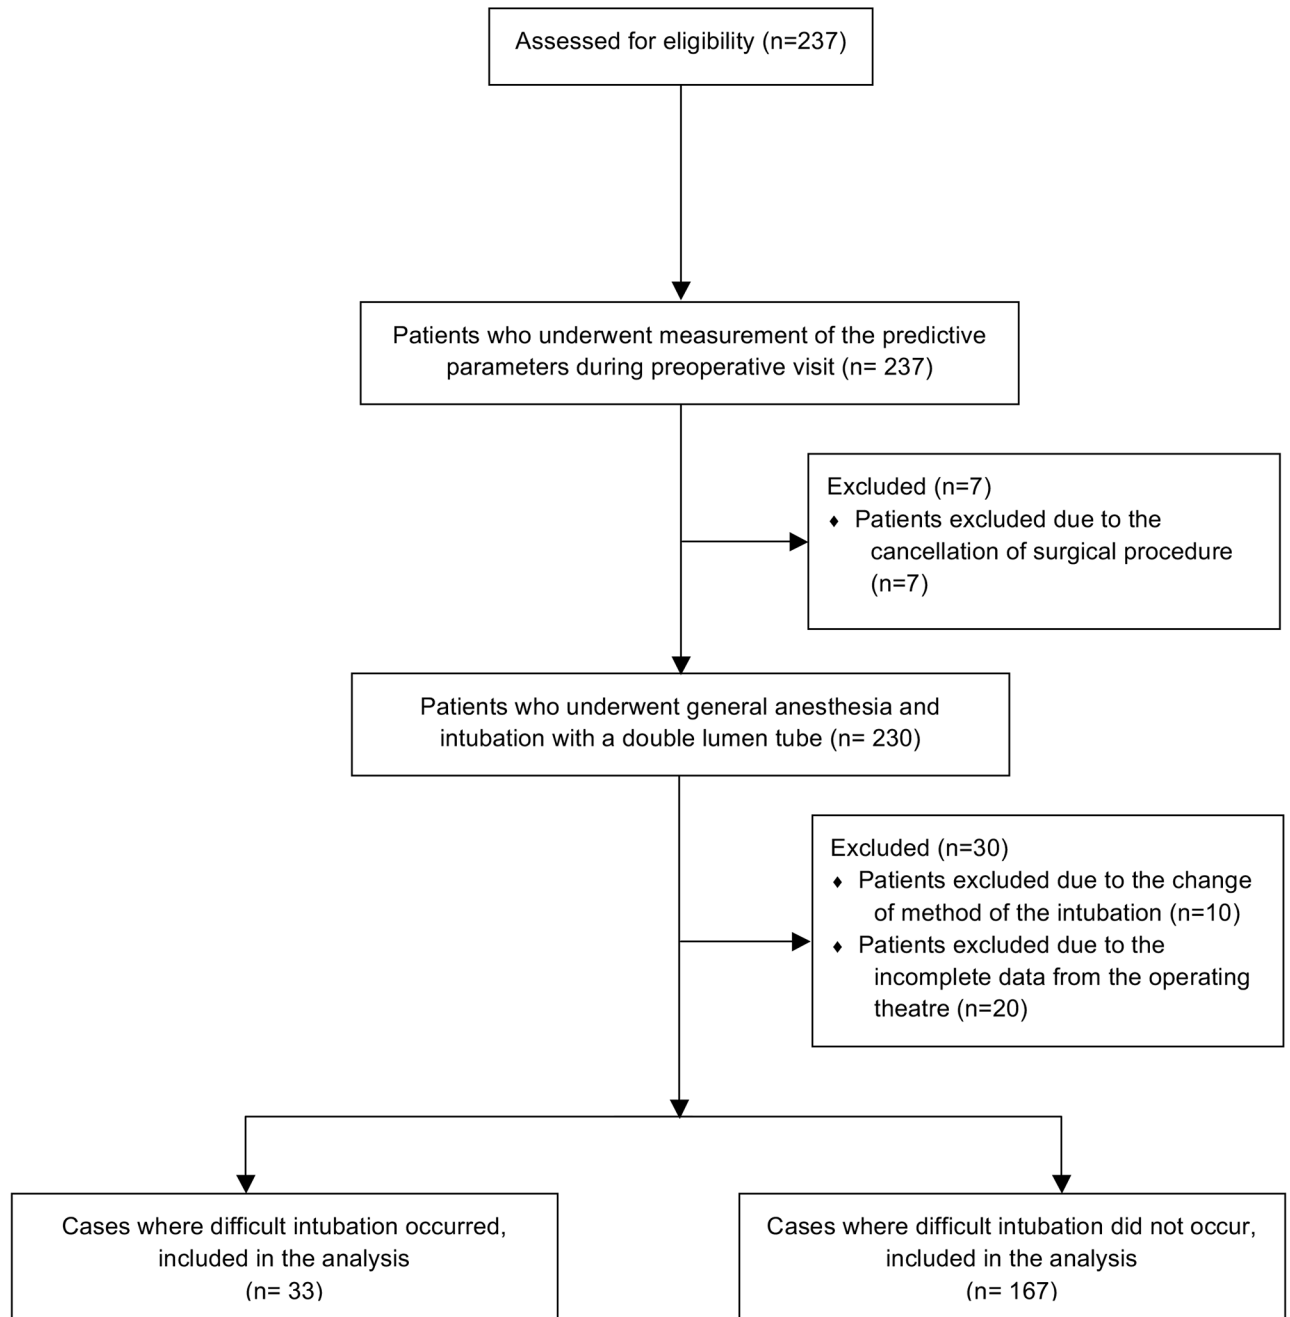 Assessed for eligibility (n=237)
Patients who underwent measurement of the predictive
parameters during preoperative visit (n= 237)
Excluded (n=7)
♦ Patients excluded due to the
cancellation of surgical procedure
(n=7)
Patients who underwent general anesthesia and
intubation with a double lumen tube (n= 230)
Excluded (n=30)
♦ Patients excluded due to the change
of method of the intubation (n=10)
♦ Patients excluded due to the
incomplete data from the operating
theatre (n=20)
Cases where difficult intubation occurred,
included in the analysis
(n= 33)
Cases where difficult intubation did not occur,
included in the analysis
(n= 167)